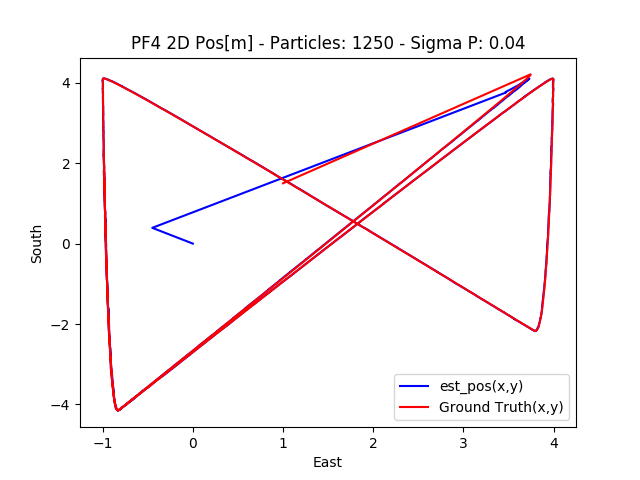 PF4 2D Pos[m] - Particles: 1250 - Sigma P: 0.04
4
2
0
−2
−4
South
−1
0
1
2
3
4
East
est_pos(x,y)
Ground Truth(x,y)